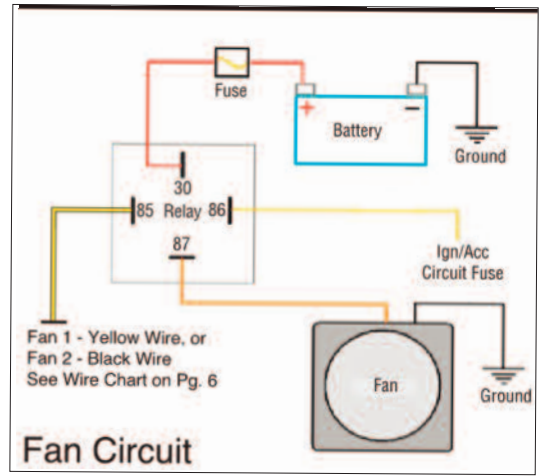 Fuse
+
−
Battery
Ground
30
85 Relay 86
87
Ign/Acc
Circuit Fuse
Fan 1 - Yellow Wire, or
Fan 2 - Black Wire
See Wire Chart on Pg. 6
Fan
Ground
Fan Circuit